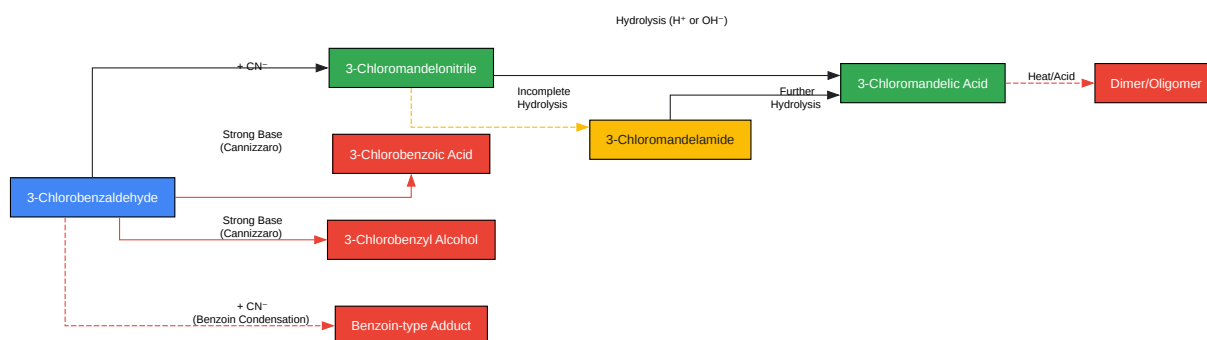 Hydrolysis (H⁺ or OH⁻)
+ CN⁻
3-Chloromandelonitrile
3-Chloromandelic Acid
Heat/Acid
Dimer/Oligomer
Incomplete
Hydrolysis
Further
Hydrolysis
3-Chloromandelamide
Strong Base
(Cannizzaro)
3-Chlorobenzoic Acid
3-Chlorobenzaldehyde
Strong Base
(Cannizzaro)
3-Chlorobenzyl Alcohol
+ CN⁻
(Benzoin Condensation)
Benzoin-type Adduct